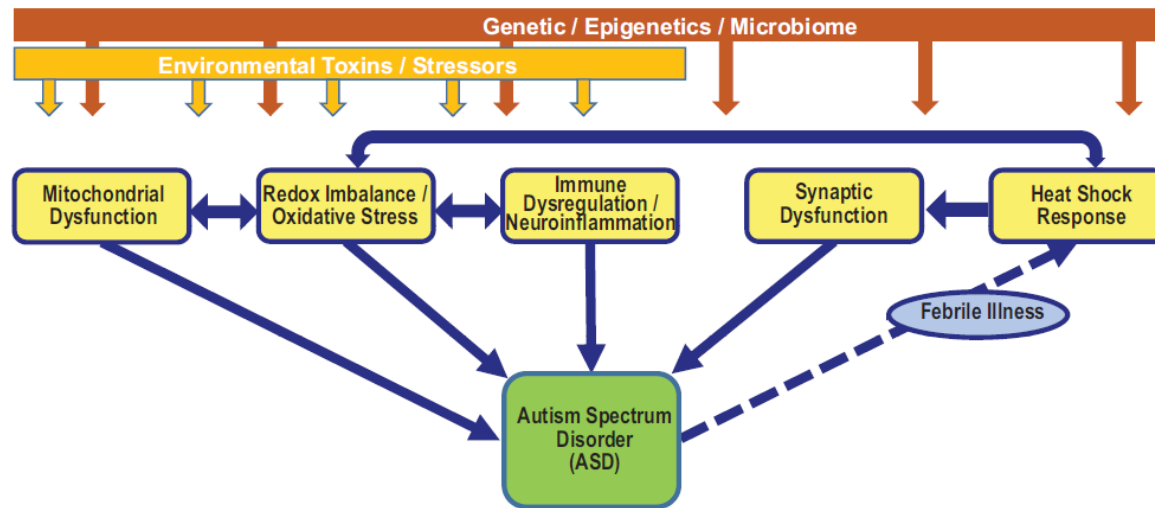 Genetic / Epigenetics / Microbiome
Environmental Toxins / Stressors
Mitochondrial
Dysfunction
Redox Imbalance /
Oxidative Stress
Immune
Dysregulation /
Neuroinflammation
Synaptic
Dysfunction
Heat Shock
Response
Febrile Illness
Autism Spectrum
Disorder
(ASD)